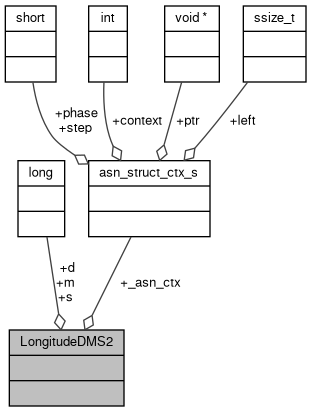 short
int
void *
ssize_t
+phase
+step
+context
+ptr
+left
long
asn_struct_ctx_s
+d
+m
+s
+_asn_ctx
LongitudeDMS2